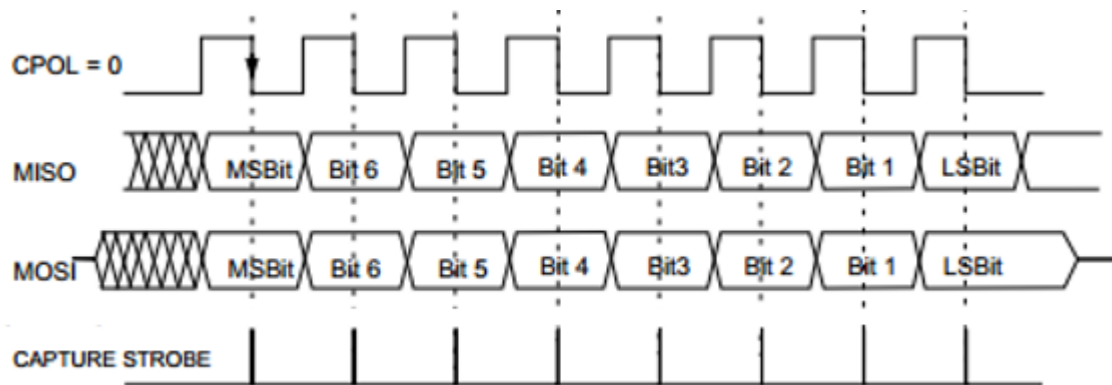 CPOL = 0
MISO MSBit Bit 6 Bit 5 Bit 4 Bit3 Bit 2 Bit 1 LSBit
MOSI MSBit Bit 6 Bit 5 Bit 4 Bit3 Bit 2 Bit 1 LSBit
CAPTURE STROBE